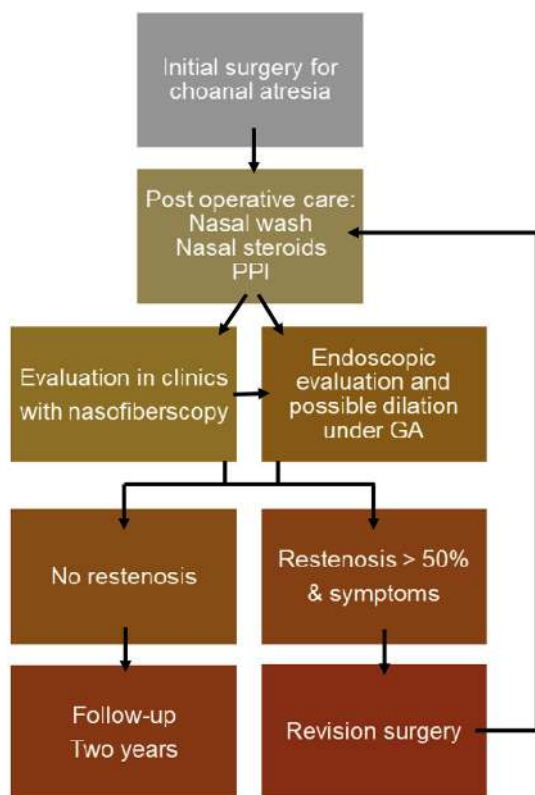 Initial surgery for
choanal atresia
Post operative care:
Nasal wash
Nasal steroids
PPI
Evaluation in clinics
with nasofiberscopy
Endoscopic
evaluation and
possible dilation
under GA
No restenosis
Restenosis > 50%
& symptoms
Follow-up
Two years
Revision surgery